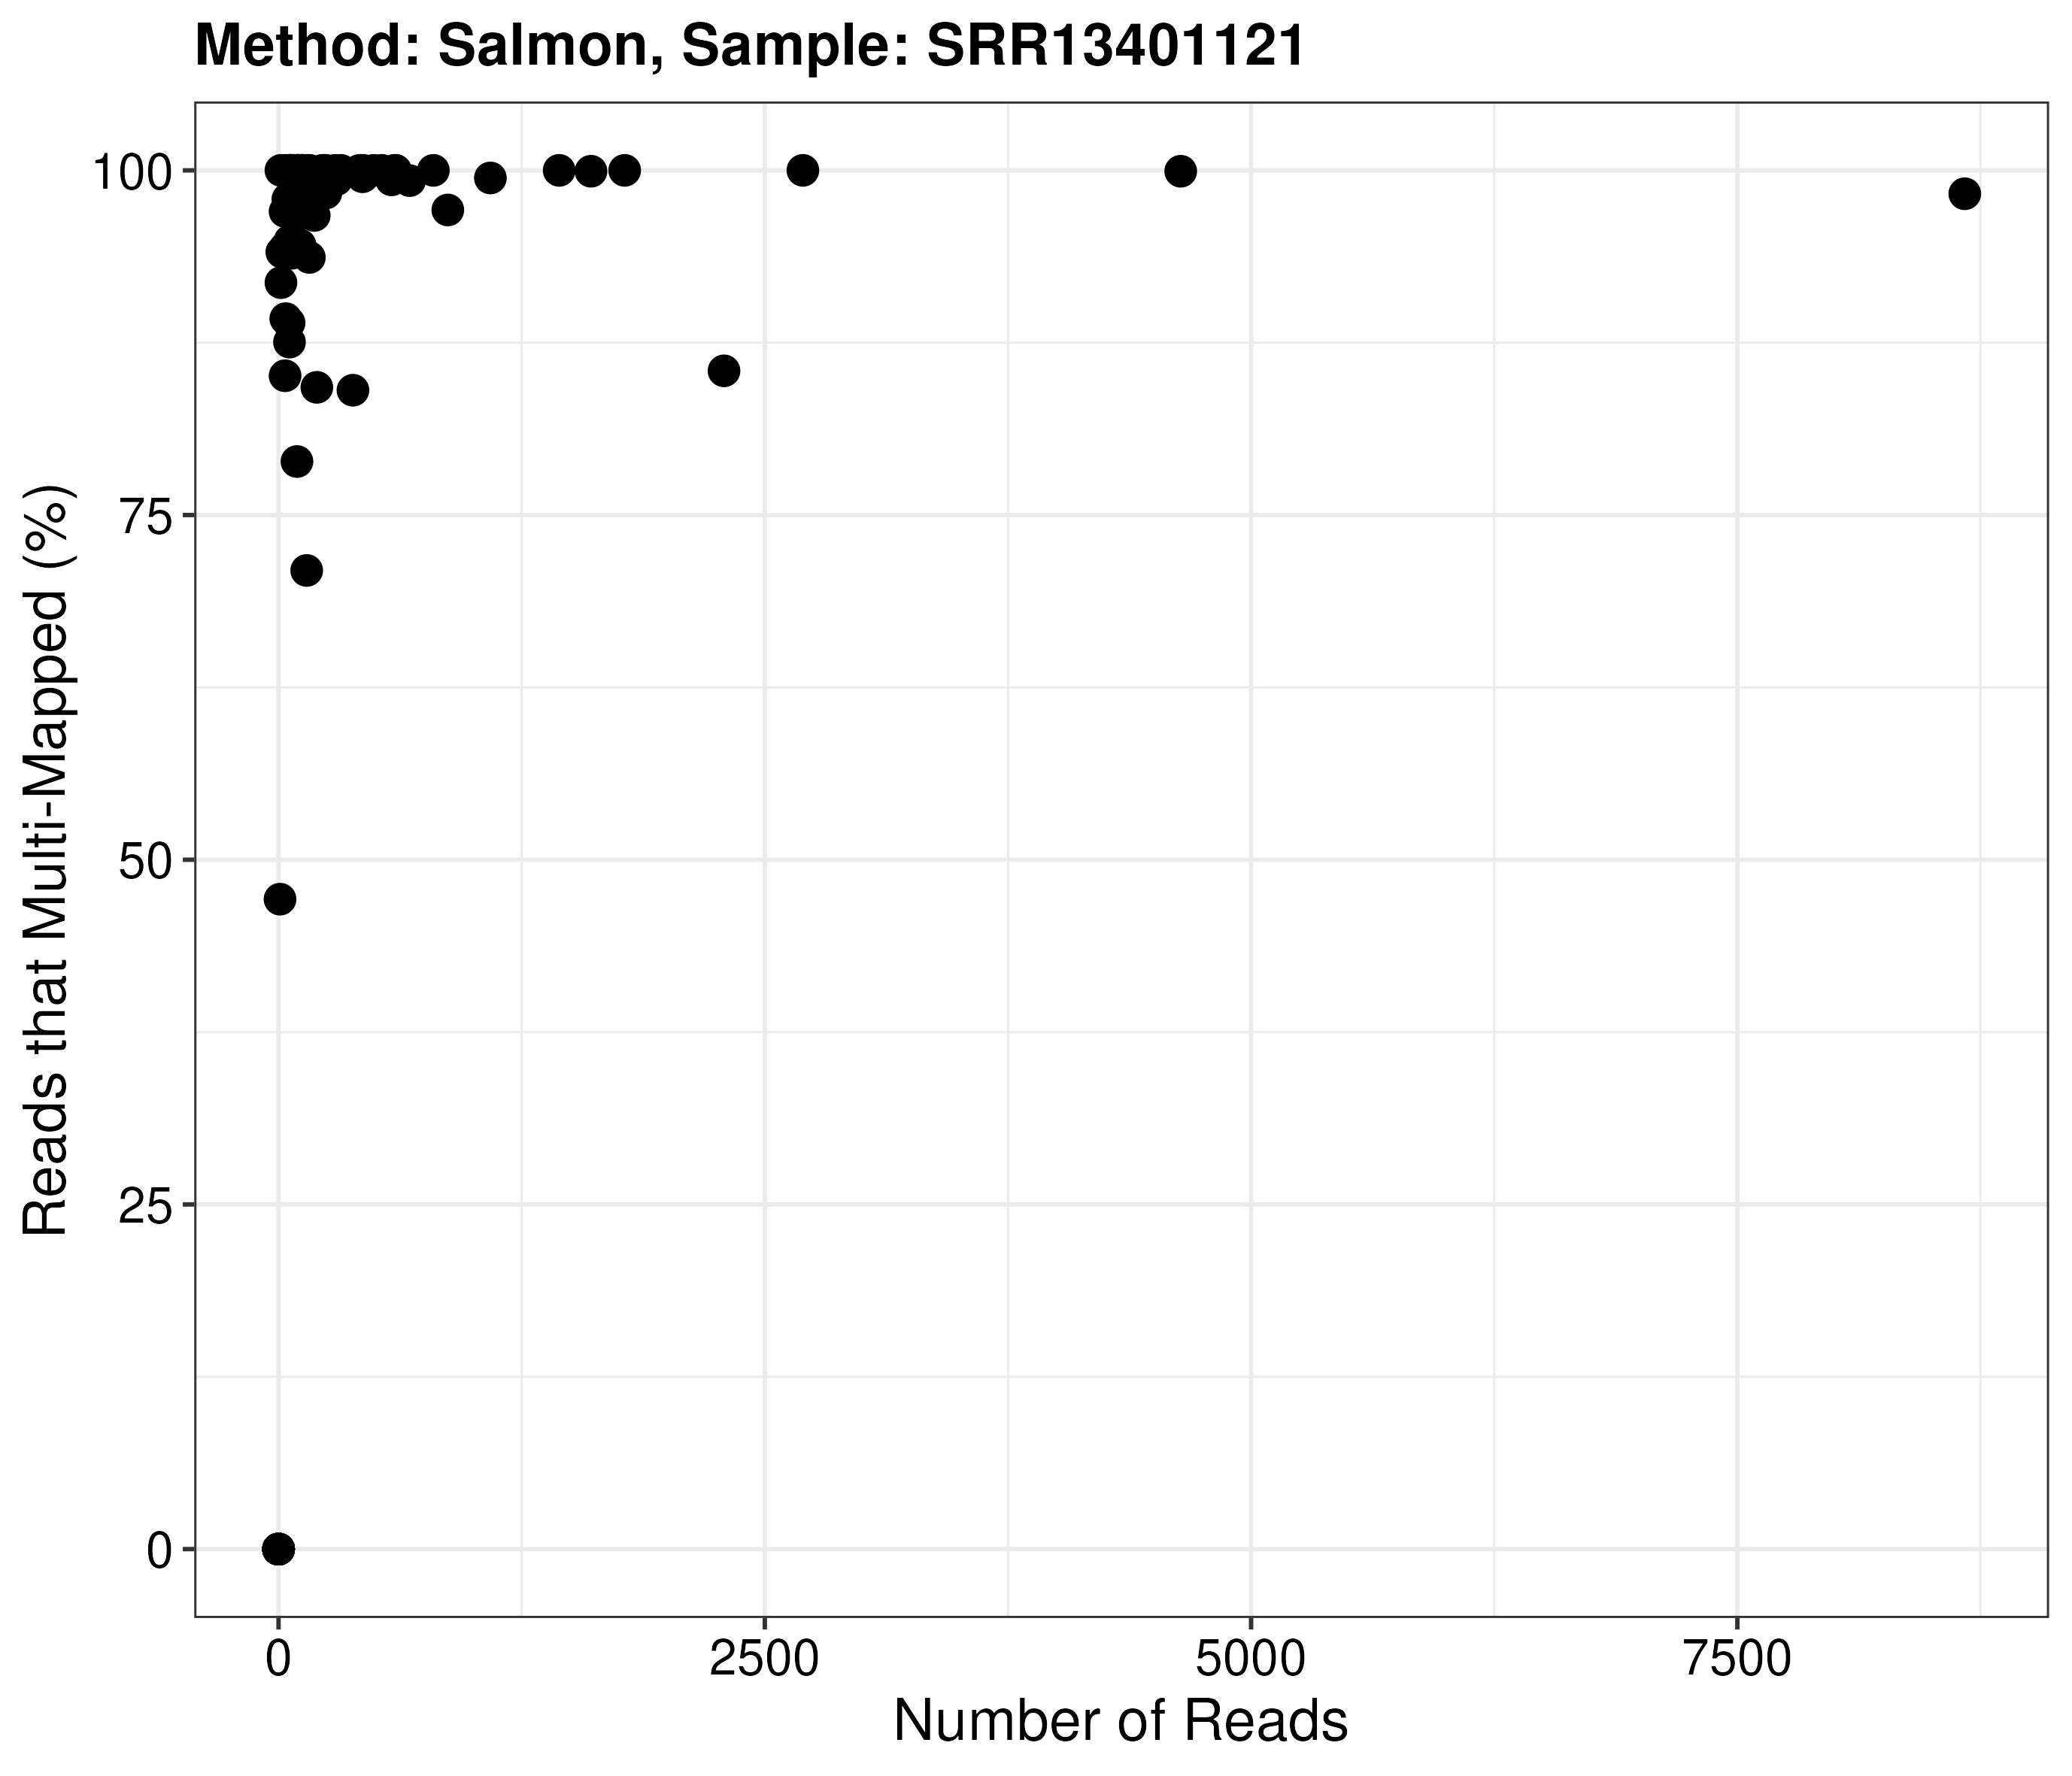 Method: Salmon, Sample: SRR13401121
Reads that Multi-Mapped (%)
100
75
50
25
0
0 2500 5000 7500
Number of Reads